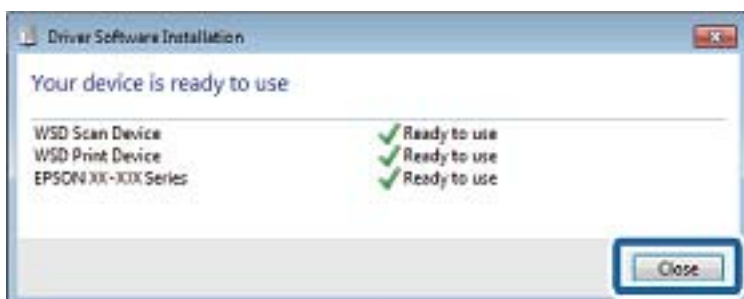 Driver Software Installation
Your device is ready to use
WSD Scan Device Ready to use
WSD Print Device Ready to use
EPSON XX-XXX Series Ready to use
Close